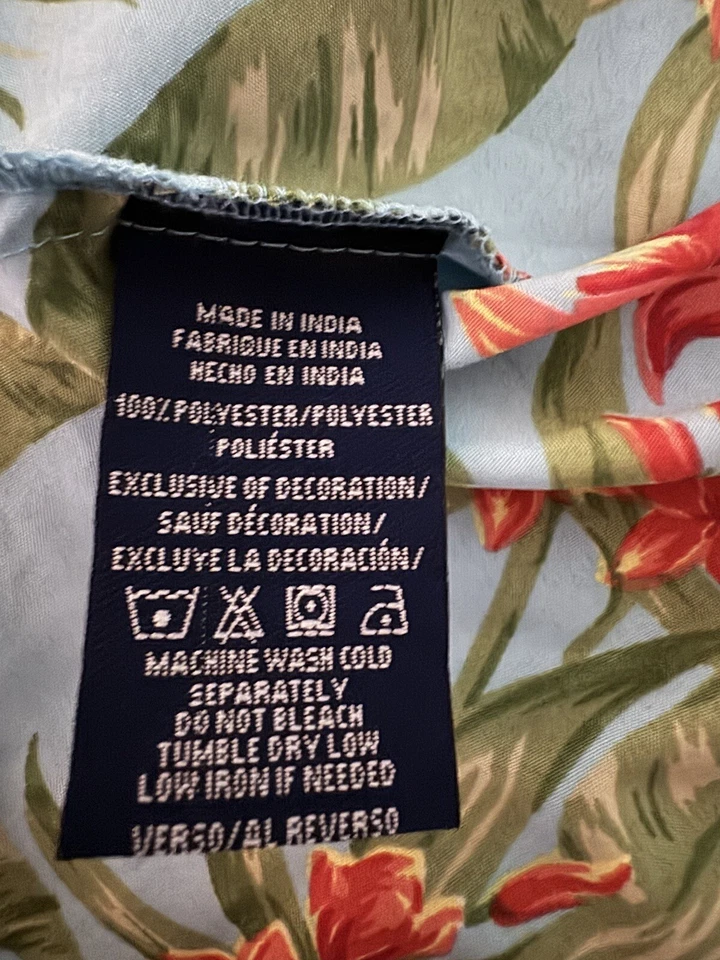 MADE IN INDIA
FABRIQUE EN INDIA
HECHO EN INDIA
100% POLYESTER/POLYESTER
POLIÉSTER
EXCLUSIVE OF DECORATION/
SAUF DÉCORATION/
EXCLUYE LA DECORACIÓN/
MACHINE WASH COLD
SEPARATELY
DO NOT BLEACH
TUMBLE DRY LOW
LOW IRON IF NEEDED
VERSO/AL REVERSO